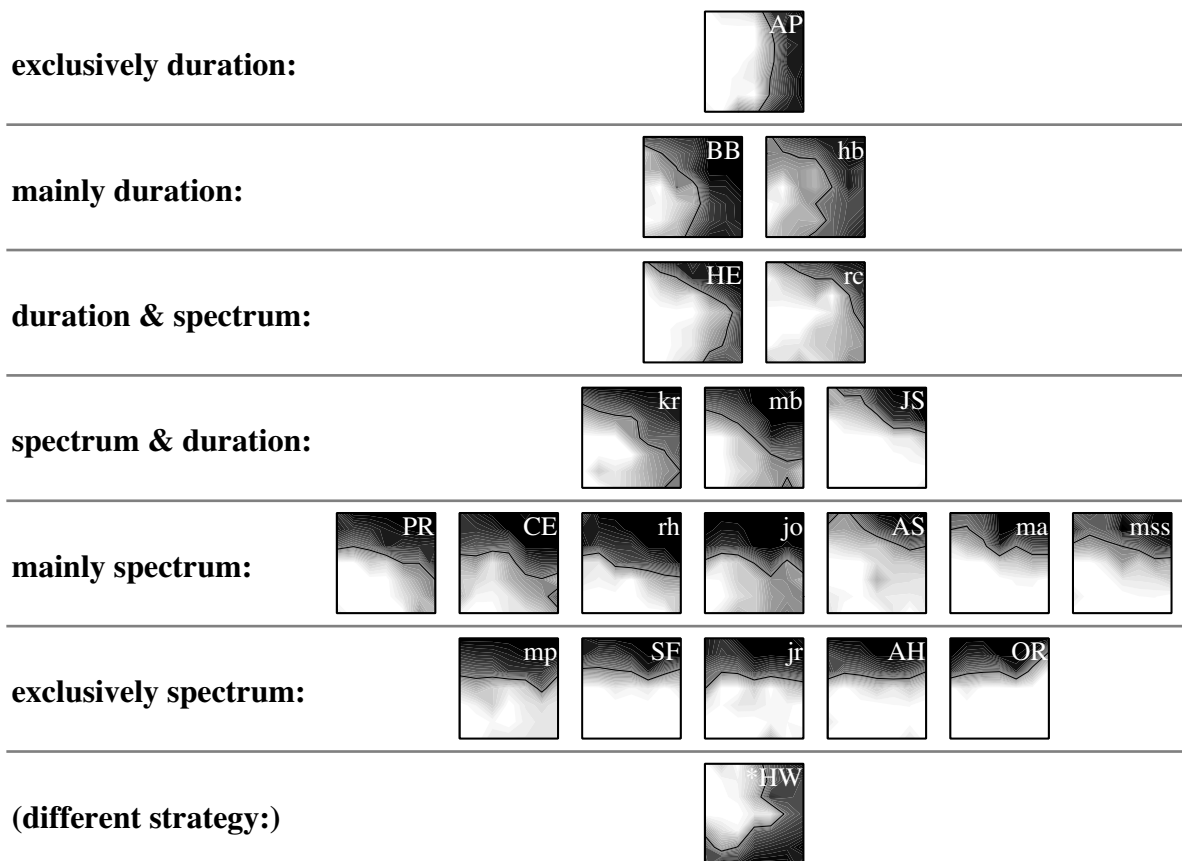 AP
exclusively duration:
BB hb
mainly duration:
HE rc
duration & spectrum:
kr mb JS
spectrum & duration:
PR CE rh jo AS ma mss
mainly spectrum:
mp SF jr AH OR
exclusively spectrum:
*HW
(different strategy:)